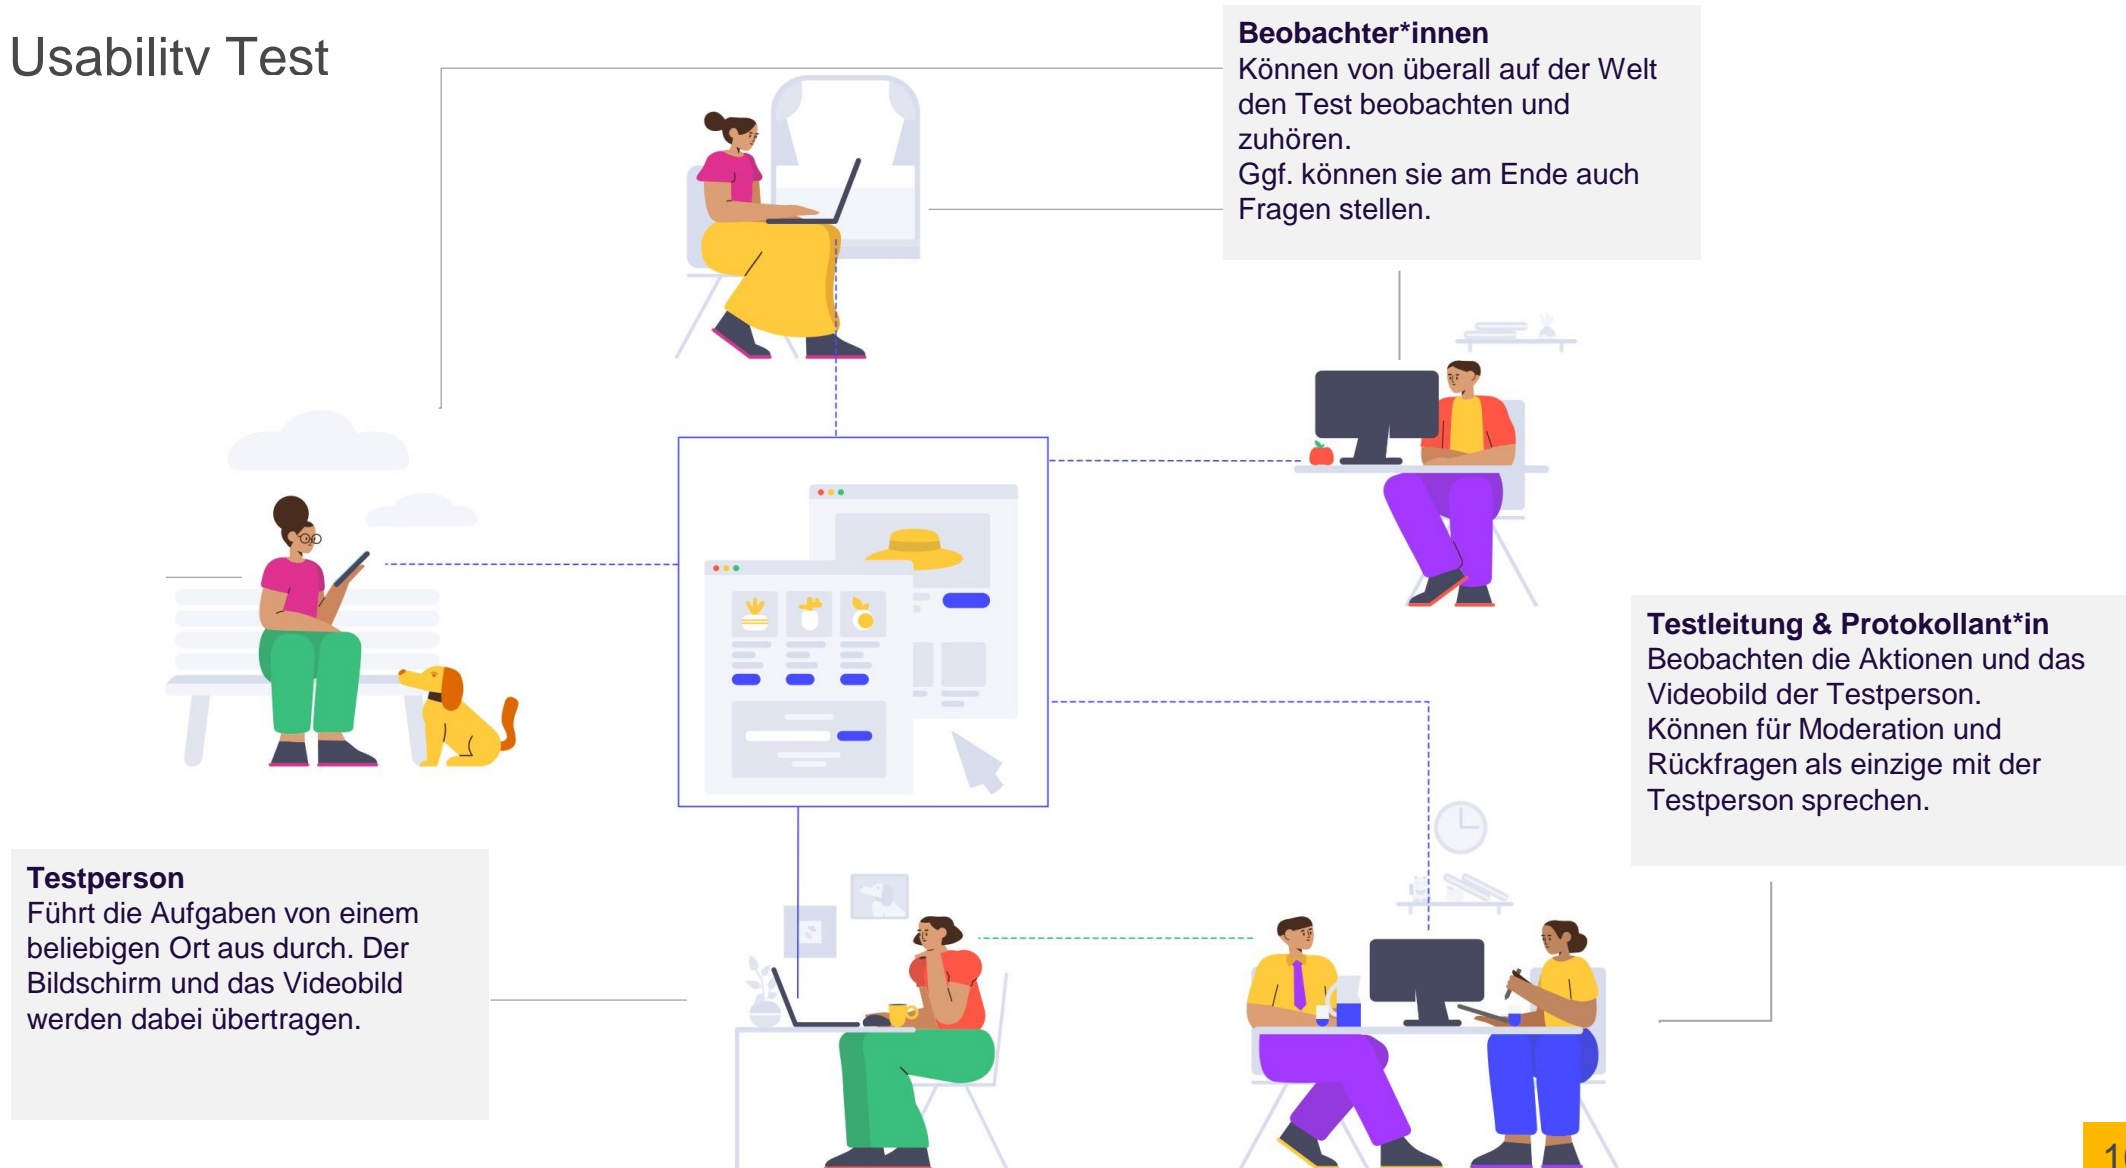 Usability Test
Beobachter*innen
Können von überall auf der Welt
den Test beobachten und
zuhören.
Ggf. können sie am Ende auch
Fragen stellen.
Testleitung & Protokollant*in
Beobachten die Aktionen und das
Videobild der Testperson.
Können für Moderation und
Rückfragen als einzige mit der
Testperson sprechen.
Testperson
Führt die Aufgaben von einem
beliebigen Ort aus durch. Der
Bildschirm und das Videobild
werden dabei übertragen.